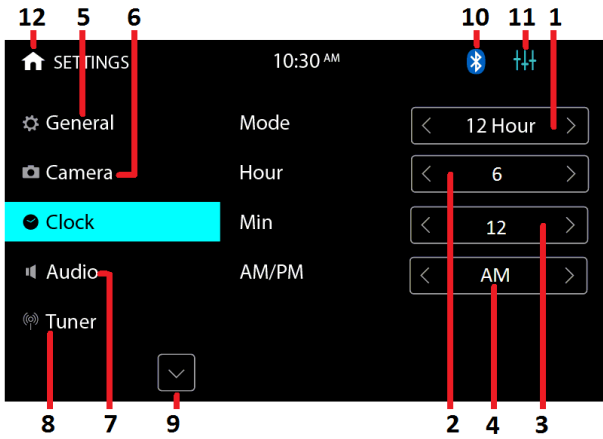 12 5 6 10 11 1
SETTINGS 10:30 AM
General Mode 12 Hour
Camera Hour 6
Clock Min 12
Audio AM/PM AM
Tuner
8 7 9 2 4 3